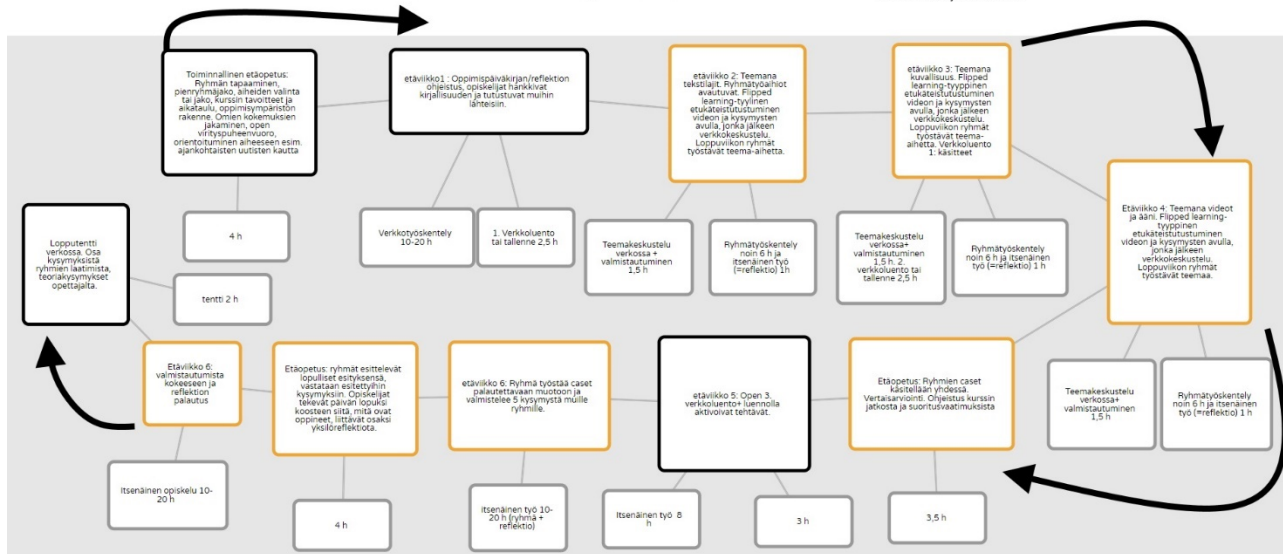 Toiminnallinen etäopetus:
Ryhmän tapaaminen,
pienryhmäjako, aiheiden valinta
tai jako, kurssin tavoitteet ja
aikataulu, oppimisympäristön
rakenne. Omien kokemuksien
jakaminen, open
virityspuheenvuoro,
orientoituminen aiheeseen esim.
ajankohtaisten uutisten kautta
4 h
etäviikko1 : Oppimispäiväkirjan/reflektion
ohjeistus, opiskelijat hankkivat
kirjallisuuden ja tutustuvat muihin
lähteisiin.
Verkkotyöskentely
10-20 h
1. Verkkoluento
tai tallenne 2,5 h
etäviikko 2: Teemana
tekstilajit. Ryhmätyöaihiot
avautuvat. Flipped
learning-tyylinen
etukäteistutustuminen
videon ja kysymysten
avulla, jonka jälkeen
verkkokeskustelu.
Loppuviikon ryhmät
työstävät teema-aihetta.
Teemakeskustelu
verkossa +
valmistautuminen
1,5 h
Ryhmätyöskentely
noin 6 h ja
itsenäinen työ
(=reflektio) 1h
etäviikko 3: Teemana
kuvallisuus. Flipped
learning-tyyppinen
etukäteistutustuminen
videon ja kysymysten
avulla, jonka jälkeen
verkkokeskustelu.
Loppuviikon ryhmät
työstävät teema-
aihetta. Verkkoluento
1: käsitteet
Teemakeskustelu
verkossa+
valmistautuminen
1,5 h. 2.
verkkoluento tai
tallenne 2,5 h
Ryhmätyöskentely
noin 6 h ja itsenäinen
työ (=reflektio) 1 h
Etäviikko 4: Teemana videot
ja ääni. Flipped learning-
tyyppinen
etukäteistutustuminen
videon ja kysymysten avulla,
jonka jälkeen
verkkokeskustelu.
Loppuviikon ryhmät
työstävät teemaa.
Teemakeskustelu
verkossa+
valmistautuminen
1,5 h
Ryhmätyöskentely
noin 6 h ja itsenäinen
työ (=reflektio) 1 h
Etäopetus: Ryhmien caset
käsitellään yhdessä.
Vertaisarviointi. Ohjeistus kurssin
jatkosta ja suoritusvaatimuksista
3,5 h
etäviikko 5: Open 3.
verkkoluento+ luennolla
aktivoivat tehtävät.
Itsenäinen työ 8
h
3 h
etäviikko 6: Ryhmä työstää caset
palautettavaan muotoon ja
valmistelee 5 kysymystä muille
ryhmille.
itsenäinen työ 10-
20 h (ryhmä +
reflektio)
Etäopetus: ryhmät esittelevät
lopulliset esityksensä,
vastataan esitettyihin
kysymyksiin. Opiskelijat
tekevät päivän lopuksi
koosteen siitä, mitä ovat
oppineet, liittävät osaksi
yksilöreflektiota.
4 h
Etäviikko 6:
valmistautumista
kokeeseen ja
reflektion
palautus
Itsenäinen opiskelu 10-
20 h
Lopputentti
verkossa. Osa
kysymyksistä
ryhmien laatimista,
teoriakysymykset
opettajalta.
tentti 2 h